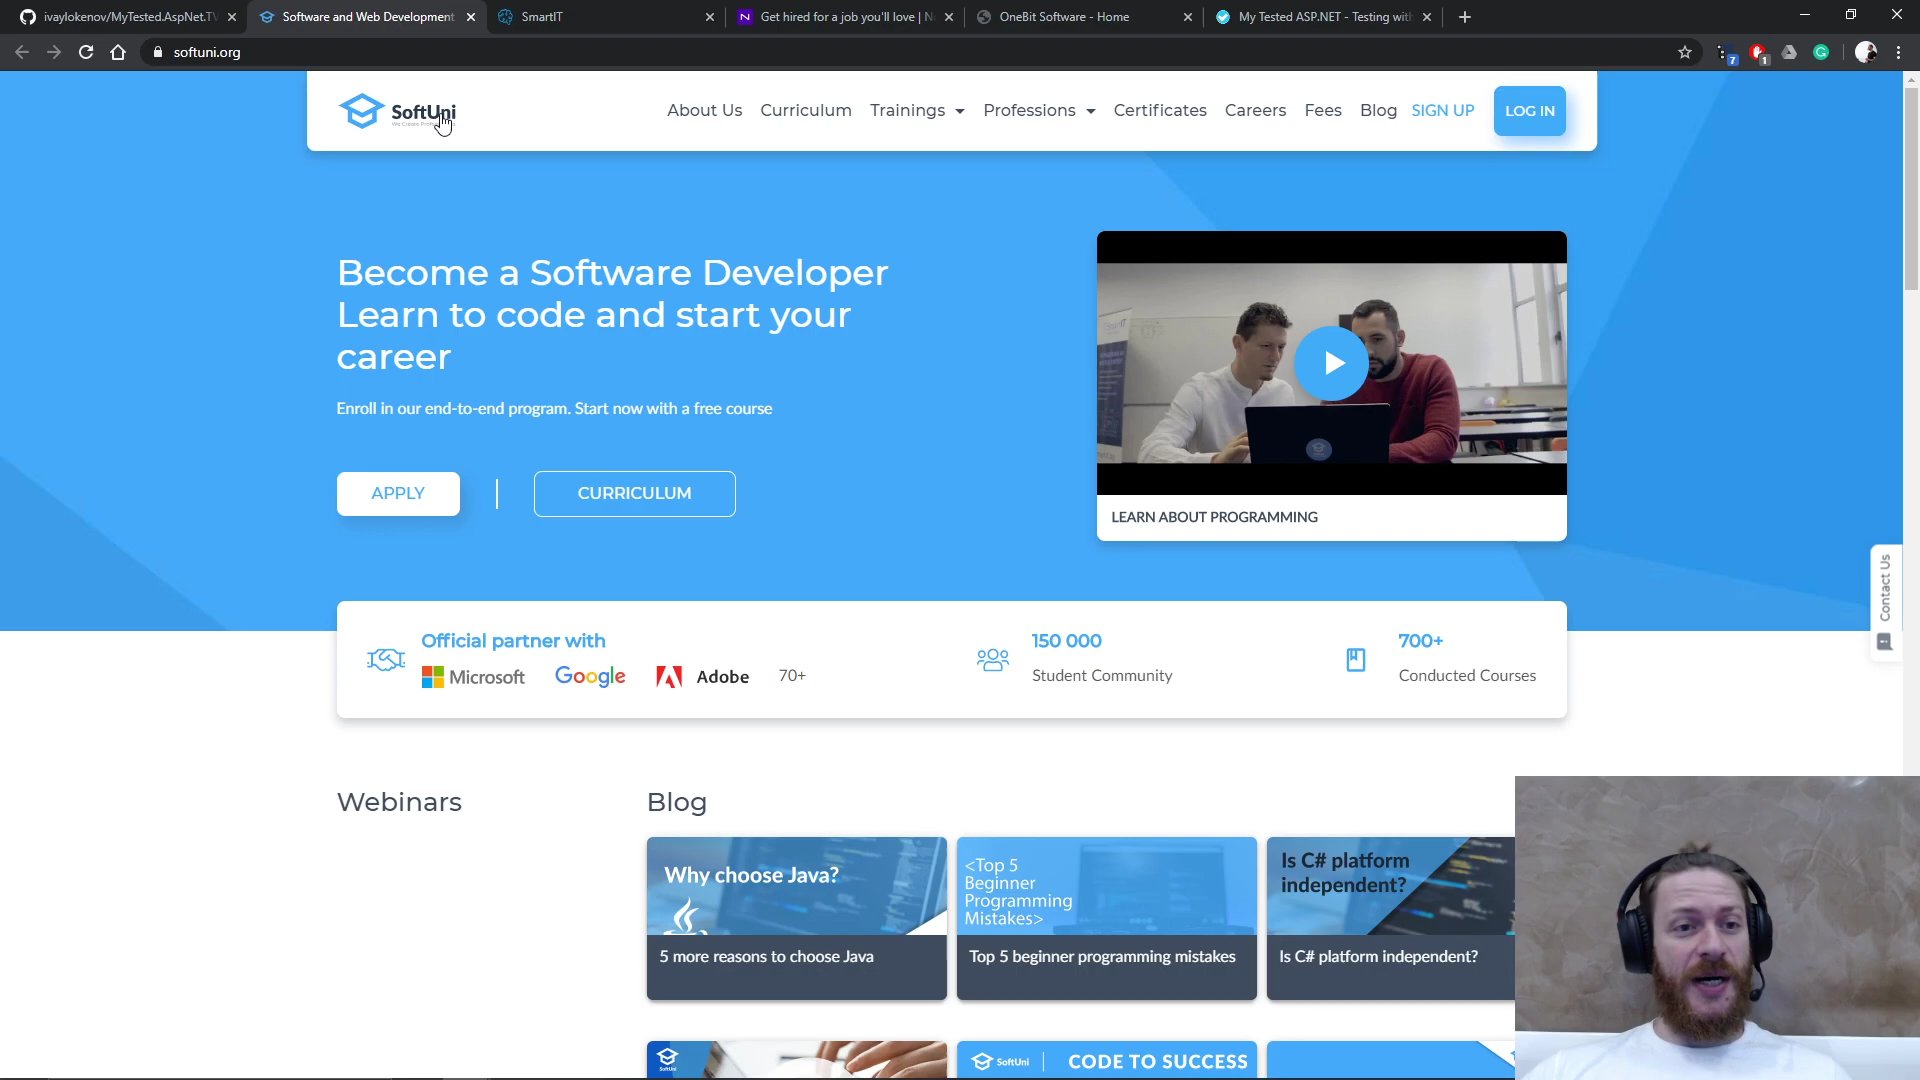 ivaylokenov/MyTested.AspNet.TV
Software and Web Development
SmartIT
Get hired for a job you'll love | N
OneBit Software - Home
My Tested ASP.NET - Testing with
softuni.org
7
1
SoftUni
About Us
Curriculum
Trainings
Professions
Certificates
Careers
Fees
Blog
SIGN UP
LOG IN
Become a Software Developer
Learn to code and start your
career
Enroll in our end-to-end program. Start now with a free course
APPLY
CURRICULUM
LEARN ABOUT PROGRAMMING
Contact Us
Official partner with
Microsoft
Google
Adobe
70+
150 000
Student Community
700+
Conducted Courses
Webinars
Blog
Why choose Java?
5 more reasons to choose Java
<Top 5
Beginner
Programming
Mistakes>
Top 5 beginner programming mistakes
Is C# platform
independent?
Is C# platform independent?
SoftUni
SoftUni
CODE TO SUCCESS